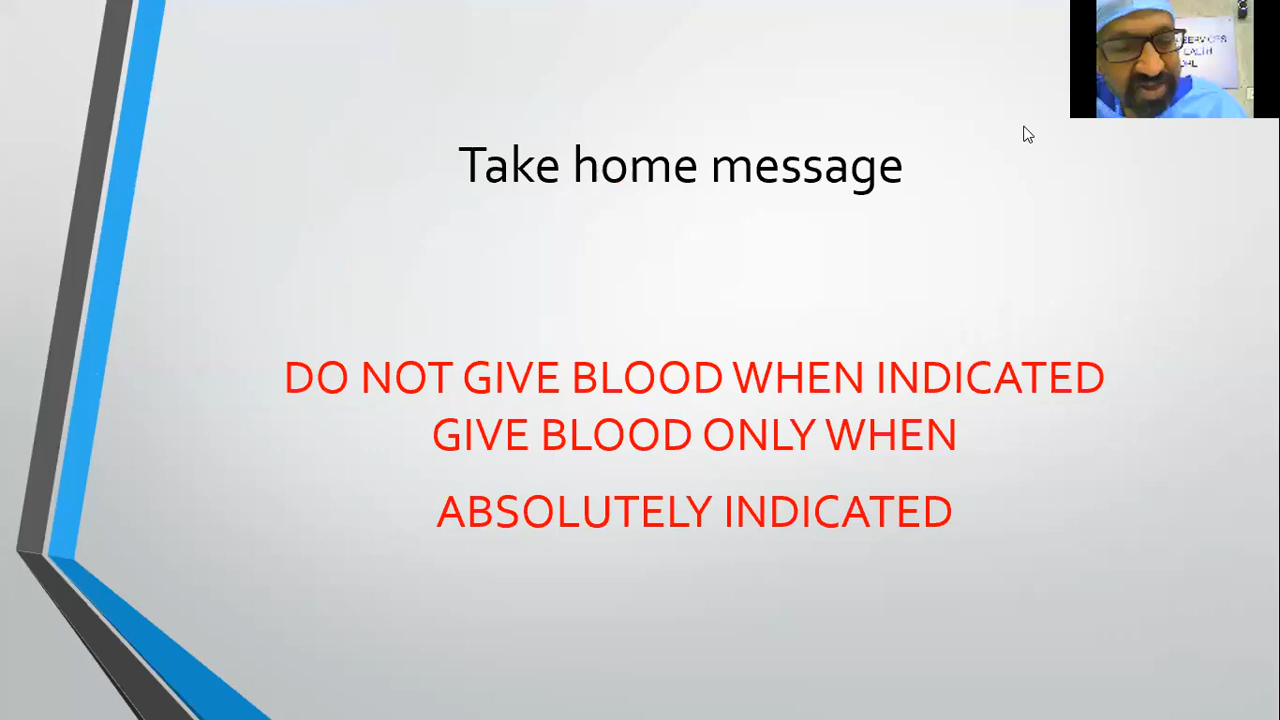 Take home message
DO NOT GIVE BLOOD WHEN INDICATED
GIVE BLOOD ONLY WHEN
ABSOLUTELY INDICATED